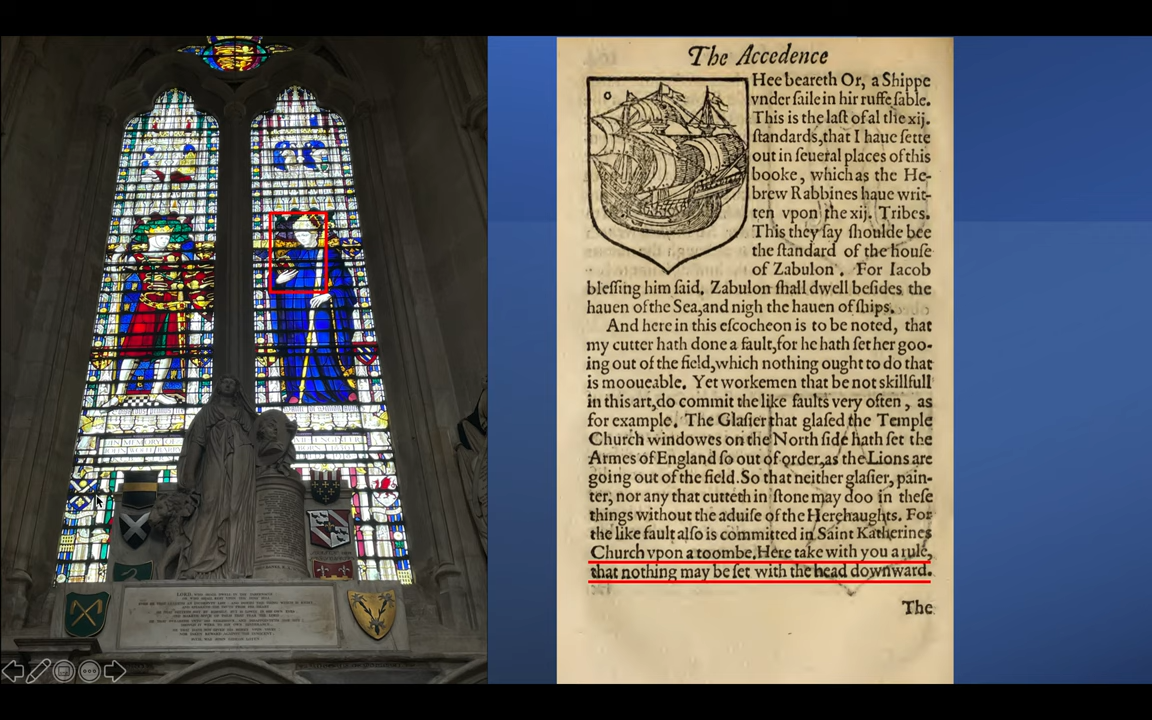 The Accedence
Hee beareth Or, a Shippe
vnder ſaile in hir ruffe ſable.
This is the laſt of al the xij.
ſtandards, that I haue ſette
out in ſeueral places of this
booke, which as the He-
brew Rabbines haue writ-
ten vpon the xij. Tribes.
This they ſay ſhoulde bee
the ſtandard of the houſe
of Zabulon. For Iacob
bleſſing him ſaid, Zabulon ſhall dwell beſides the
hauen of the Sea, and nigh the hauen of ſhips.
And here in this eſcocheon is to be noted, that
my cutter hath done a fault, for he hath ſet her goo-
ing out of the field, which nothing ought to do that
is mooueable. Yet workemen that be not skillfull
in this art, do commit the like faults very often, as
for example. The Glaſier that glaſed the Temple
Church windowes on the North ſide hath ſet the
Armes of England ſo out of order, as the Lions are
going out of the field. So that neither glaſier, pain-
ter, nor any that cutteth in ſtone may doo in theſe
things without the aduiſe of the Herehaughts. For
the like fault alſo is committed in Saint Katherines
Church vpon a toombe. Here take with you a rule,
that nothing may be ſet with the head downward.
The